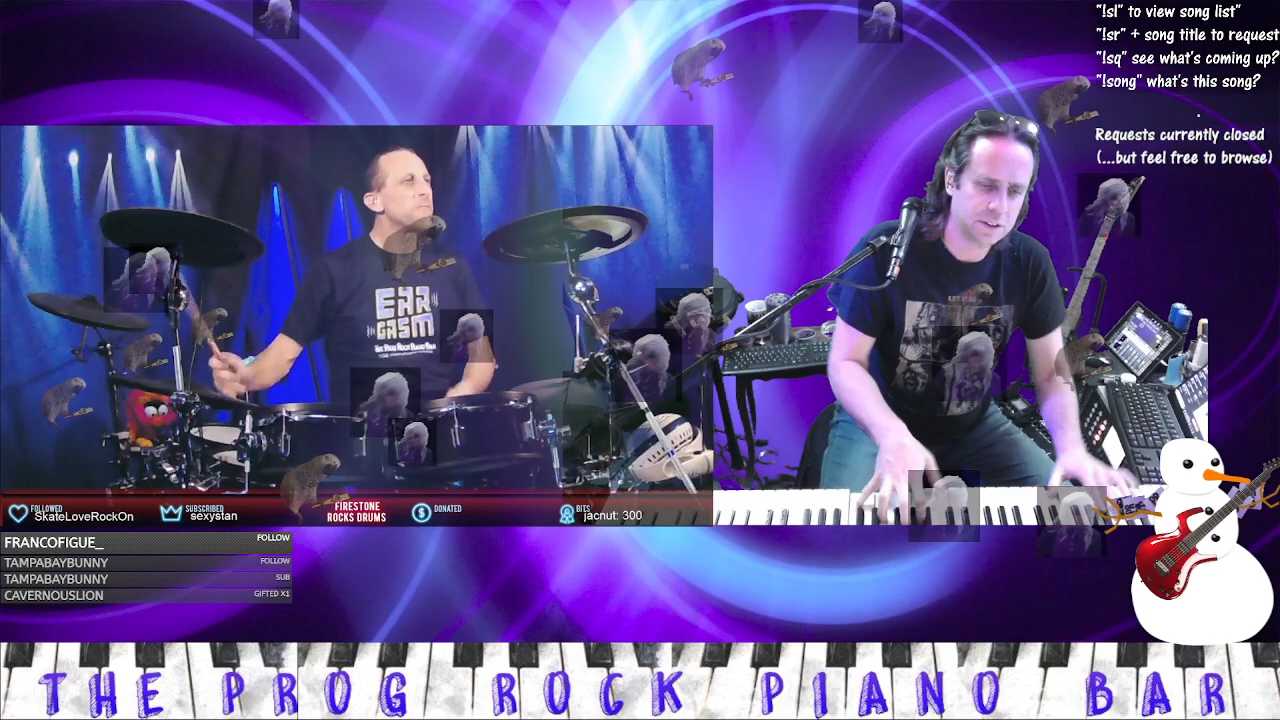 "!sl" to view song list"
"!sr" + song title to request
"!sq" see what's coming up?
"!song" what's this song?
Requests currently closed
(...but feel free to browse)
EAR
GASM
FOLLOWED
SkateLoveRockOn
SUBSCRIBED
sexystan
FIRESTONE
ROCKS DRUMS
DONATED
BITS
jacnut: 300
FRANCOFIGUE_ FOLLOW
TAMPABAYBUNNY FOLLOW
TAMPABAYBUNNY SUB
CAVERNOUSLION GIFTED X1
THE PROG ROCK PIANO BAR